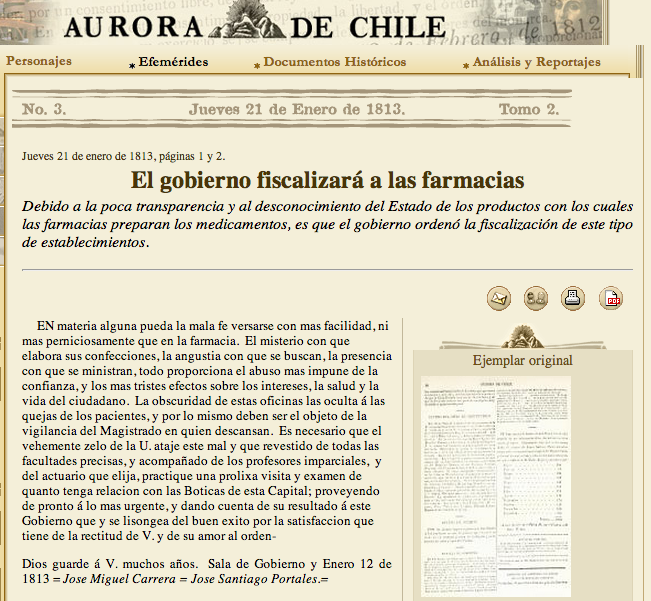 AURORA DE CHILE
Personajes
* Efemérides
* Documentos Históricos
* Análisis y Reportajes
No. 3. Jueves 21 de Enero de 1813. Tomo 2.
Jueves 21 de enero de 1813, páginas 1 y 2.
El gobierno fiscalizará a las farmacias
Debido a la poca transparencia y al desconocimiento del Estado de los productos con los cuales
las farmacias preparan los medicamentos, es que el gobierno ordenó la fiscalización de este tipo
de establecimientos.
EN materia alguna pueda la mala fe versarse con mas facilidad, ni
mas perniciosamente que en la farmacia. El misterio con que
elabora sus confecciones, la angustia con que se buscan, la presencia
con que se ministran, todo proporciona el abuso mas impune de la
confianza, y los mas tristes efectos sobre los intereses, la salud y la
vida del ciudadano. La obscuridad de estas oficinas las oculta á las
quejas de los pacientes, y por lo mismo deben ser el objeto de la
vigilancia del Magistrado en quien descansan. Es necesario que el
vehemente zelo de la U. ataje este mal y que revestido de todas las
facultades precisas, y acompañado de los profesores imparciales, y
del actuario que elija, practique una prolixa visita y examen de
quanto tenga relacion con las Boticas de esta Capital; proveyendo
de pronto á lo mas urgente, y dando cuenta de su resultado á este
Gobierno que y se lisongea del buen exito por la satisfaccion que
tiene de la rectitud de V. y de su amor al orden-
Dios guarde á V. muchos años. Sala de Gobierno y Enero 12 de
1813 = Jose Miguel Carrera = Jose Santiago Portales.=
Ejemplar original
PDF